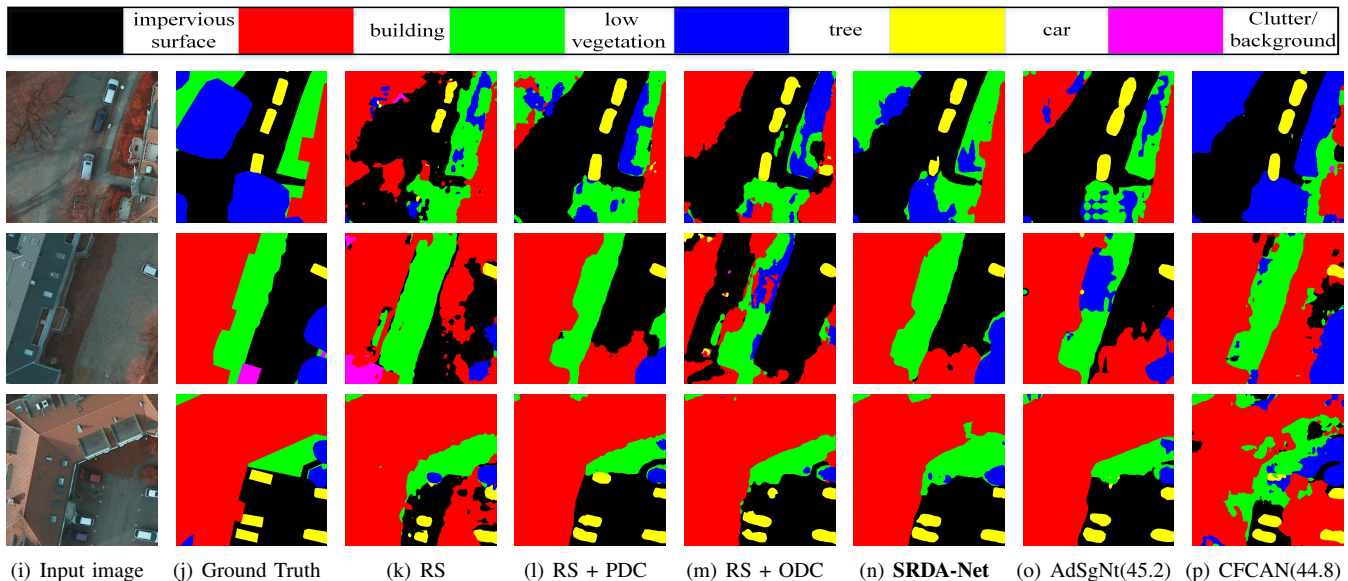 impervious surface
building
low vegetation
tree
car
Clutter/ background
(i) Input image
(j) Ground Truth
(k) RS
(l) RS + PDC
(m) RS + ODC
(n) SRDA-Net
(o) AdSgNt(45.2)
(p) CFCAN(44.8)